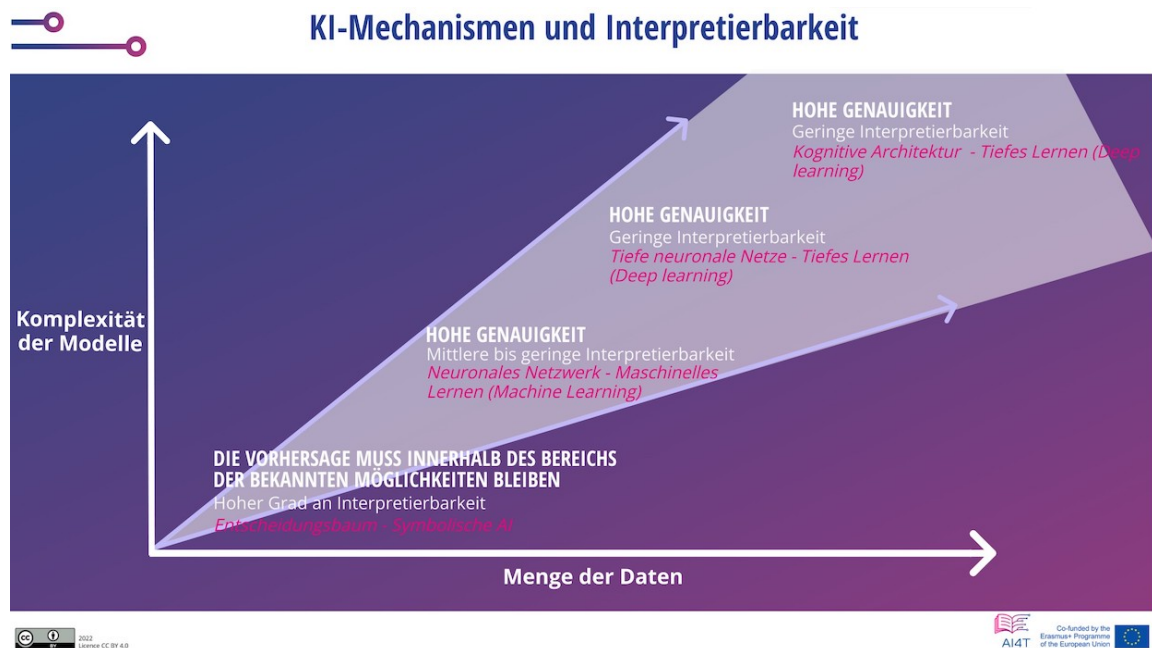 KI-Mechanismen und Interpretierbarkeit
HOHE GENAUIGKEIT
Geringe Interpretierbarkeit
Kognitive Architektur - Tiefes Lernen (Deep
learning)
HOHE GENAUIGKEIT
Geringe Interpretierbarkeit
Tiefe neuronale Netze - Tiefes Lernen
(Deep learning)
Komplexität
der Modelle
HOHE GENAUIGKEIT
Mittlere bis geringe Interpretierbarkeit
Neuronales Netzwerk - Maschinelles
Lernen (Machine Learning)
DIE VORHERSAGE MUSS INNERHALB DES BEREICHS
DER BEKANNTEN MÖGLICHKEITEN BLEIBEN
Hoher Grad an Interpretierbarkeit
Entscheidungsbaum - Symbolische AI
Menge der Daten
cc
BY
2022
Licence CC BY 4.0
AI4T
Co-funded by the
Erasmus+ Programme
of the European Union